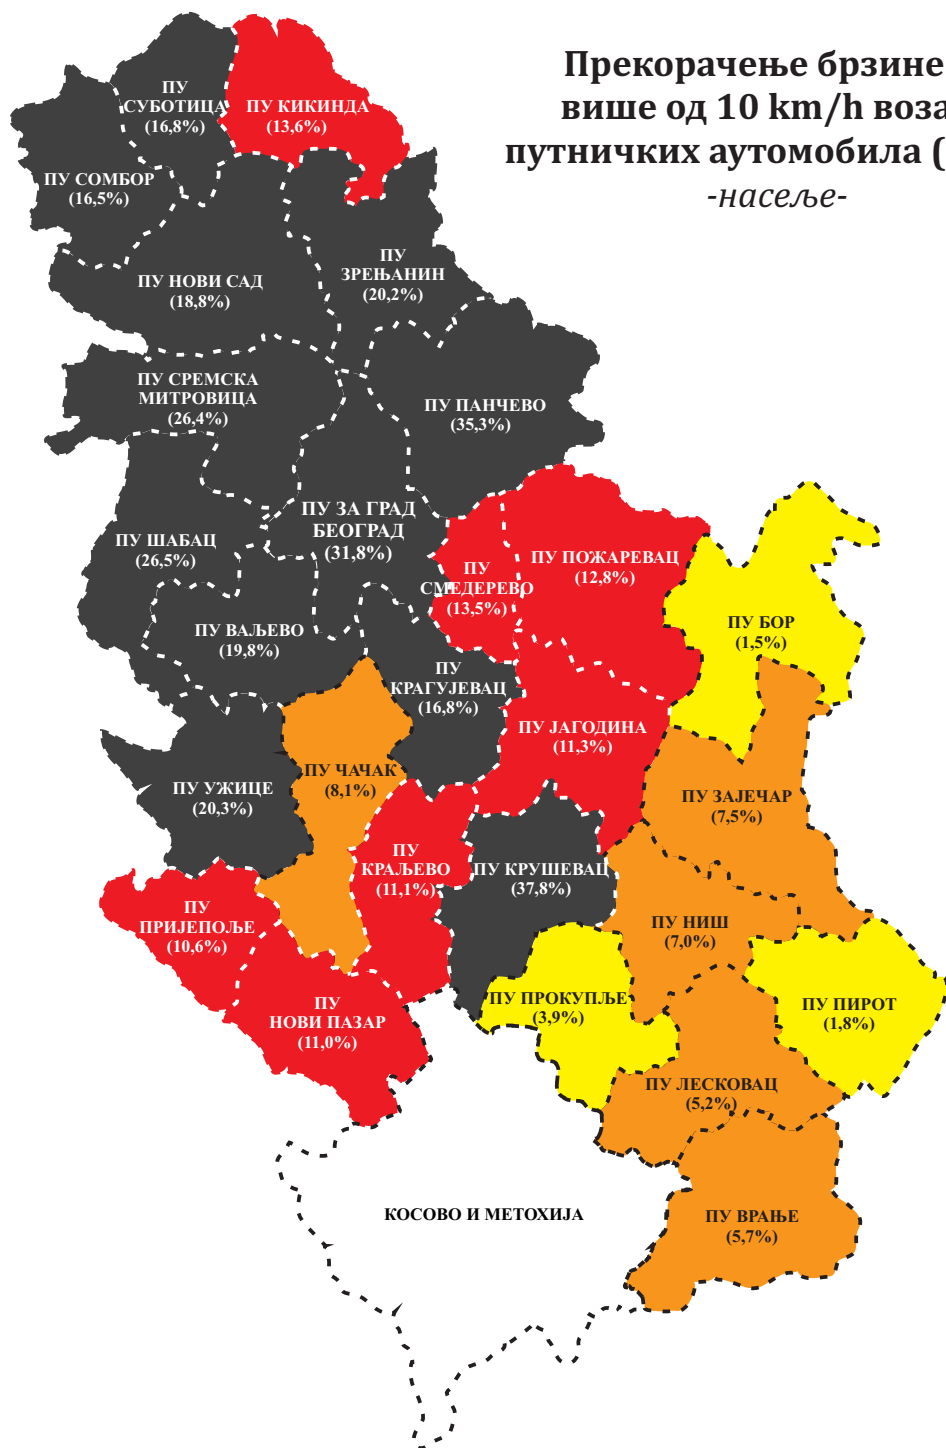 Прекорачење брзине
више од 10 km/h воза
путничких аутомобила (
-насеље-
ПУ
СУБОТИЦА
(16,8%)
ПУ КИКИНДА
(13,6%)
ПУ СОМБОР
(16,5%)
ПУ
ЗРЕЊАНИН
(20,2%)
ПУ НОВИ САД
(18,8%)
ПУ СРЕМСКА
МИТРОВИЦА
(26,4%)
ПУ ПАНЧЕВО
(35,3%)
ПУ ЗА ГРАД
БЕОГРАД
(31,8%)
ПУ ШАБАЦ
(26,5%)
ПУ
СМЕДЕРЕВО
(13,5%)
ПУ ПОЖАРЕВАЦ
(12,8%)
ПУ БОР
(1,5%)
ПУ ВАЉЕВО
(19,8%)
ПУ
КРАГУЈЕВАЦ
(16,8%)
ПУ ЈАГОДИНА
(11,3%)
ПУ ЧАЧАК
(8,1%)
ПУ УЖИЦЕ
(20,3%)
ПУ ЗАЈЕЧАР
(7,5%)
ПУ
КРАЉЕВО
(11,1%)
ПУ КРУШЕВАЦ
(37,8%)
ПУ
ПРИЈЕПОЉЕ
(10,6%)
ПУ НИШ
(7,0%)
ПУ
НОВИ ПАЗАР
(11,0%)
ПУ ПРОКУПЉЕ
(3,9%)
ПУ ПИРОТ
(1,8%)
ПУ ЛЕСКОВАЦ
(5,2%)
КОСОВО И МЕТОХИЈА
ПУ ВРАЊЕ
(5,7%)